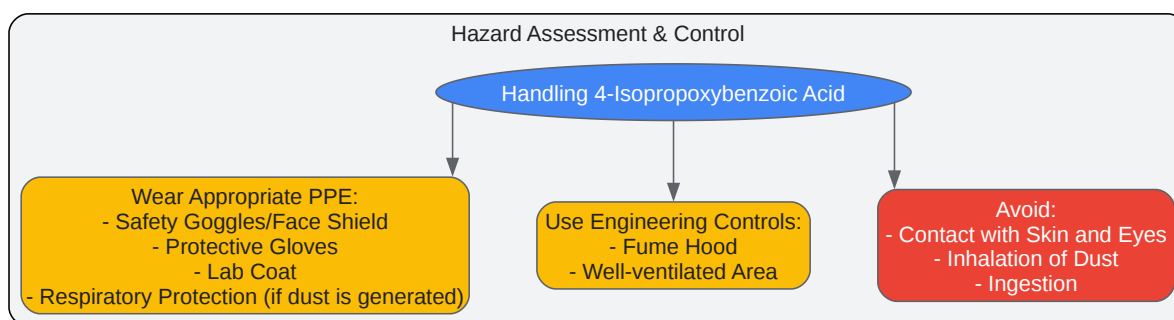 Hazard Assessment & Control
Handling 4-Isopropoxybenzoic Acid
Wear Appropriate PPE:
- Safety Goggles/Face Shield
- Protective Gloves
- Lab Coat
- Respiratory Protection (if dust is generated)
Use Engineering Controls:
- Fume Hood
- Well-ventilated Area
Avoid:
- Contact with Skin and Eyes
- Inhalation of Dust
- Ingestion